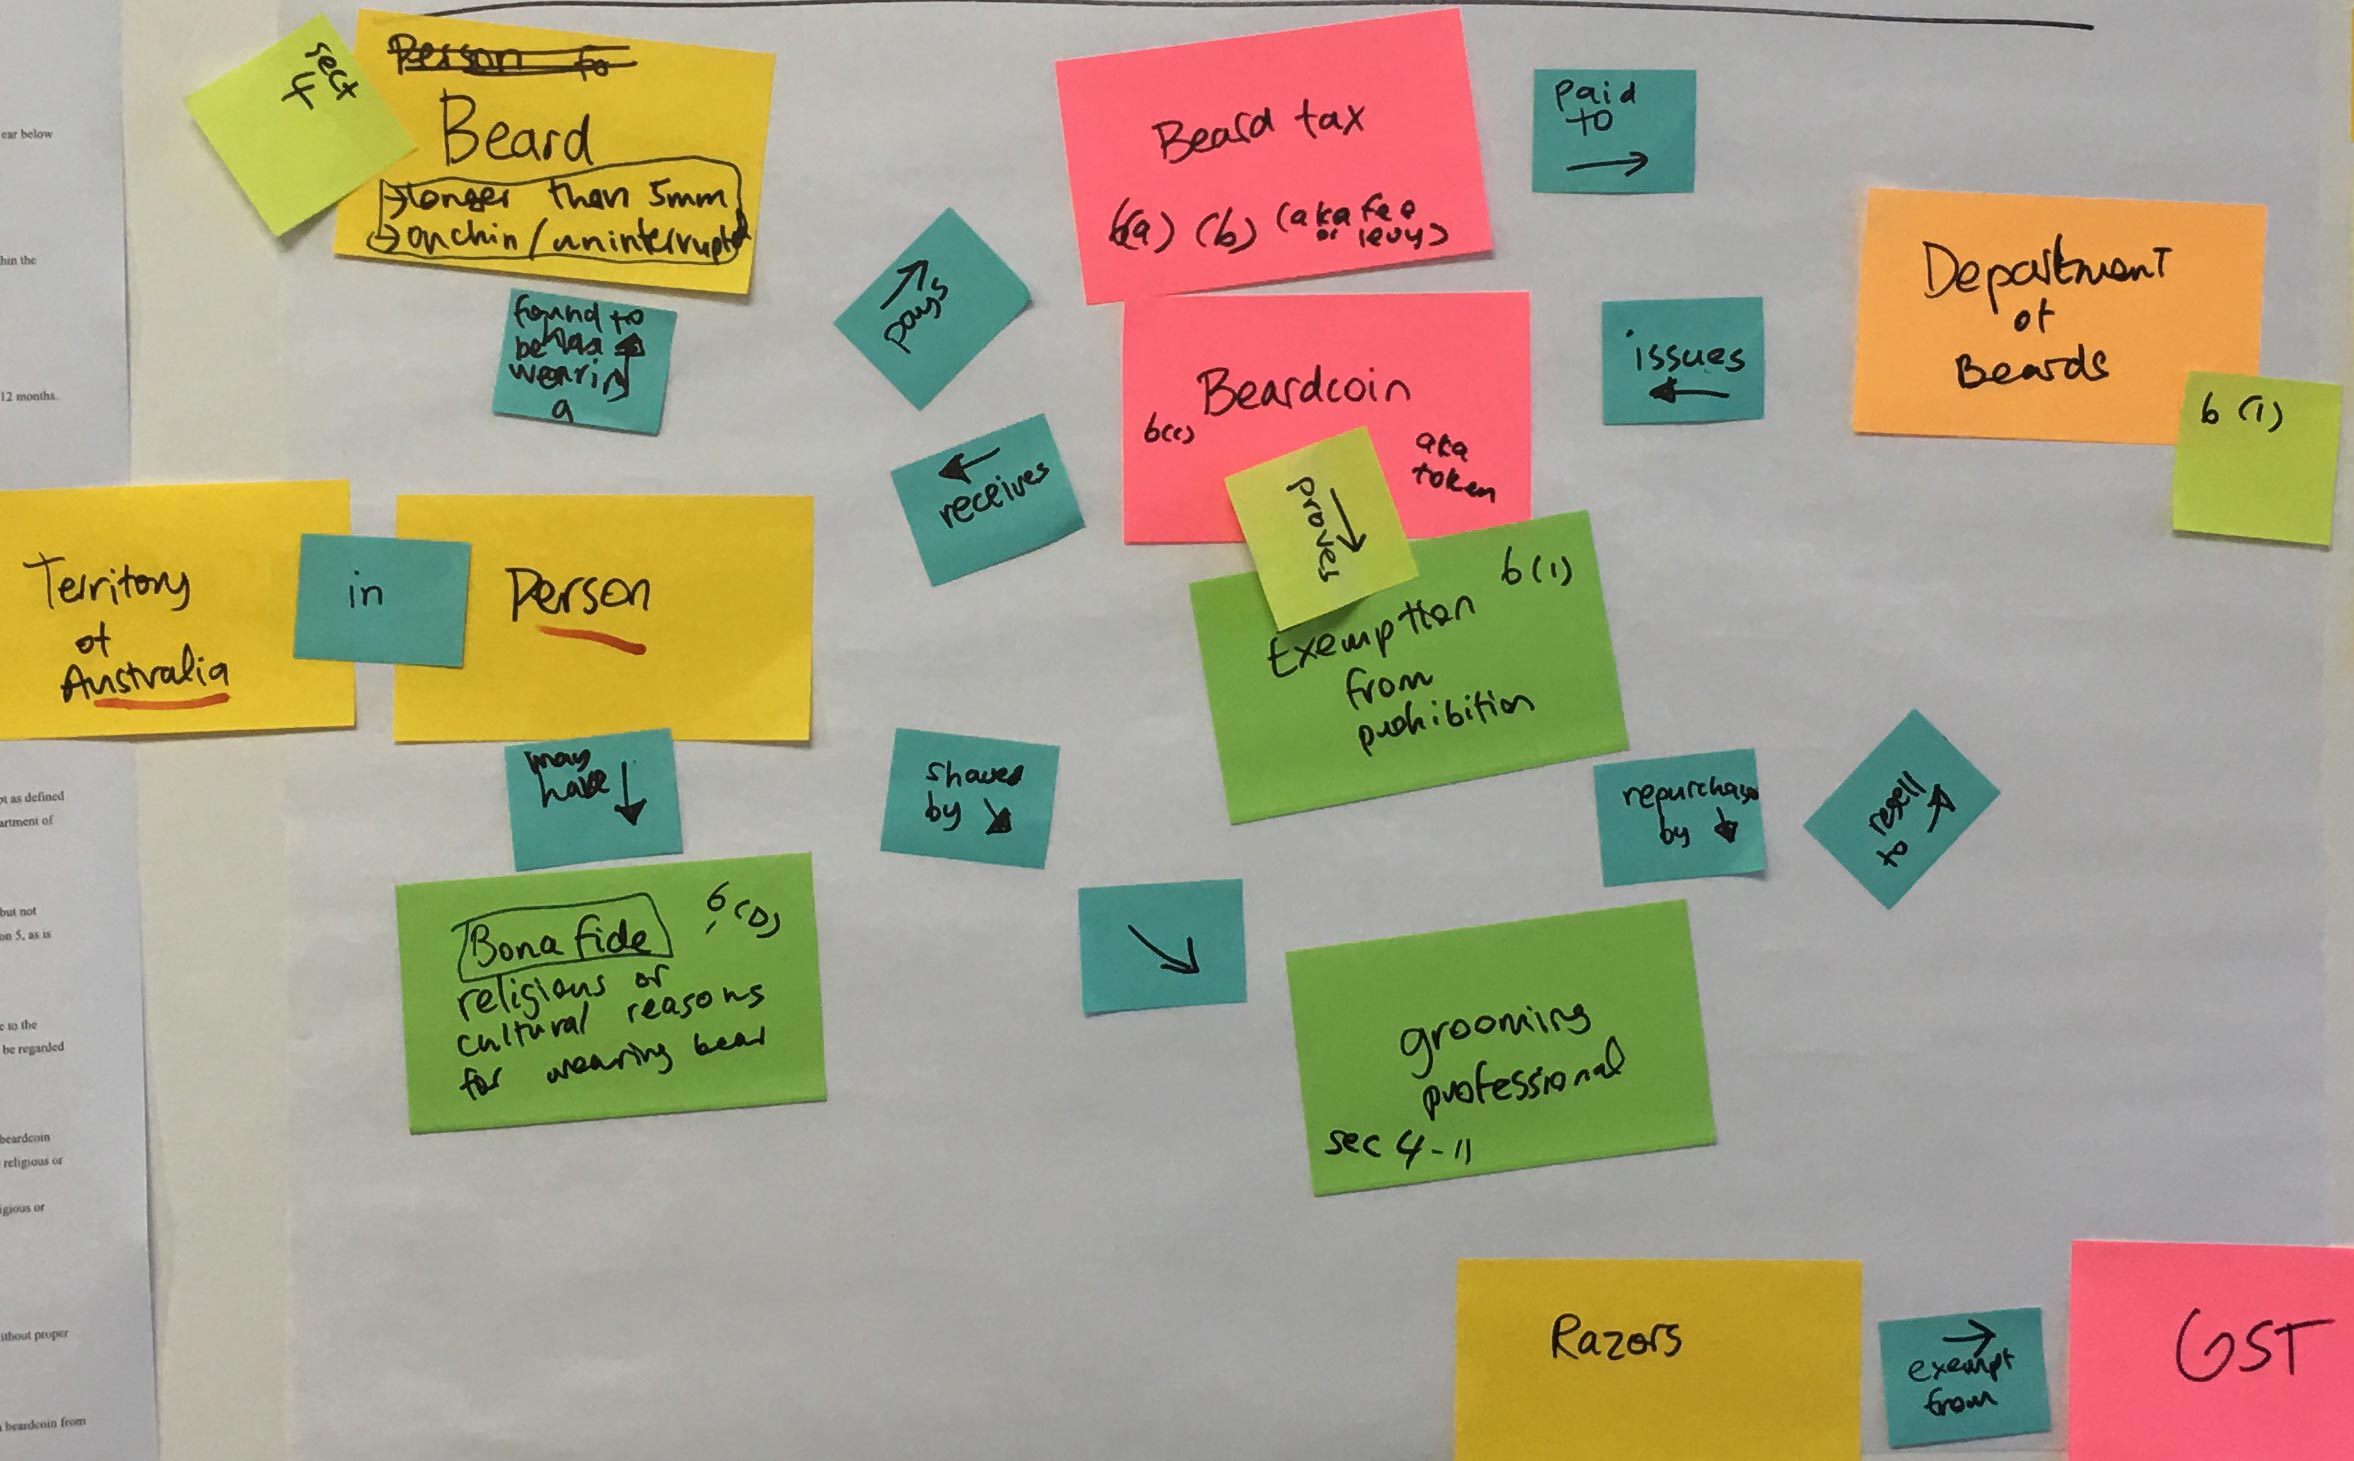 ear below
hin the
12 months.
pt as defined
artment of
but not
on 5, as is
e to the
be regarded
beardcoin
religious or
igious or
ithout proper
beardcoin from
sect
4
Person
Beard
longer than 5mm
on chin / uninterrupted
found to
be
wearing
a
pays
receives
Beard tax
6(a) (b) (aka fee
or levy)
paid
to
Beardcoin
6(c)
aka
token
issues
Department
of
Beards
6 (1)
proves
Exemption 6(1)
from
prohibition
Territory
of
Australia
in
Person
may
have
shaved
by
repurchase
by
to resell
Bona fide 6(D)
religious or
cultural reasons
for wearing bear
grooming
professional
sec 4-11
Razors
exempt
from
GST